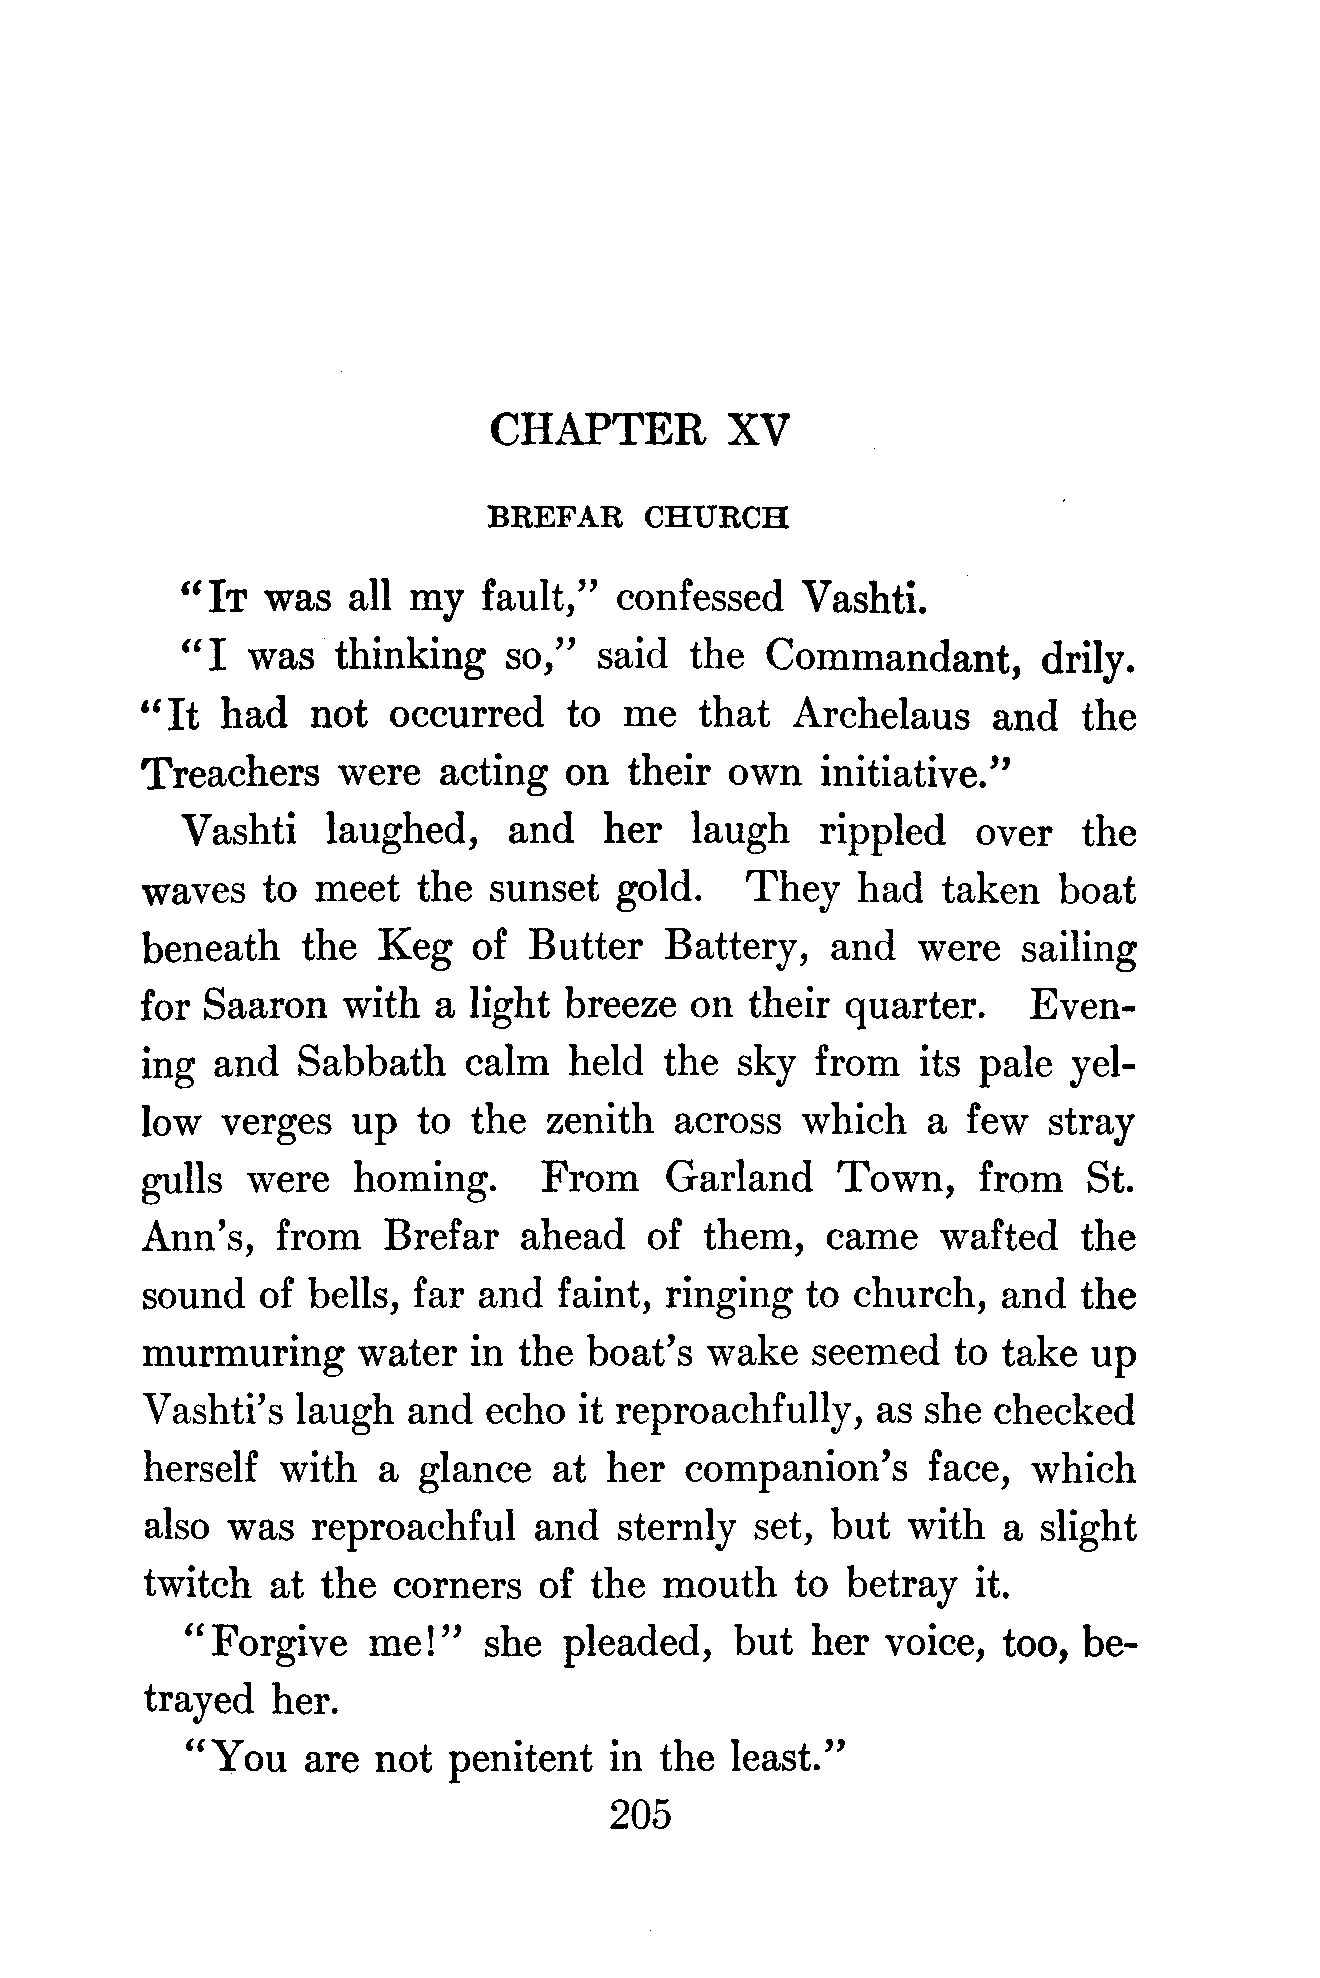 CHAPTER XV
BREFAR CHURCH
"IT was all my fault," confessed Vashti.
"I was thinking so," said the Commandant, drily.
"It had not occurred to me that Archelaus and the
Treachers were acting on their own initiative."
Vashti laughed, and her laugh rippled over the
waves to meet the sunset gold. They had taken boat
beneath the Keg of Butter Battery, and were sailing
for Saaron with a light breeze on their quarter. Even-
ing and Sabbath calm held the sky from its pale yel-
low verges up to the zenith across which a few stray
gulls were homing. From Garland Town, from St.
Ann's, from Brefar ahead of them, came wafted the
sound of bells, far and faint, ringing to church, and the
murmuring water in the boat's wake seemed to take up
Vashti's laugh and echo it reproachfully, as she checked
herself with a glance at her companion's face, which
also was reproachful and sternly set, but with a slight
twitch at the corners of the mouth to betray it.
"Forgive me!" she pleaded, but her voice, too, be-
trayed her.
"You are not penitent in the least."
205